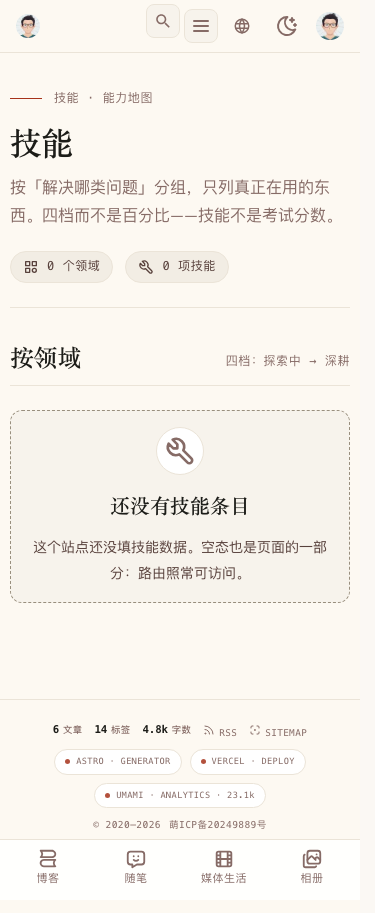 技能 · 能力地图
技能
按「解决哪类问题」分组，只列真正在用的东
西。四档而不是百分比——技能不是考试分数。
0 个领域 0 项技能
按领域 四档：探索中 → 深耕
还没有技能条目
这个站点还没填技能数据。空态也是页面的一部
分：路由照常可访问。
6 文章 14 标签 4.8k 字数 RSS SITEMAP
ASTRO · GENERATOR VERCEL · DEPLOY
UMAMI · ANALYTICS · 23.1k
© 2020—2026 萌ICP备20249889号
博客 随笔 媒体生活 相册